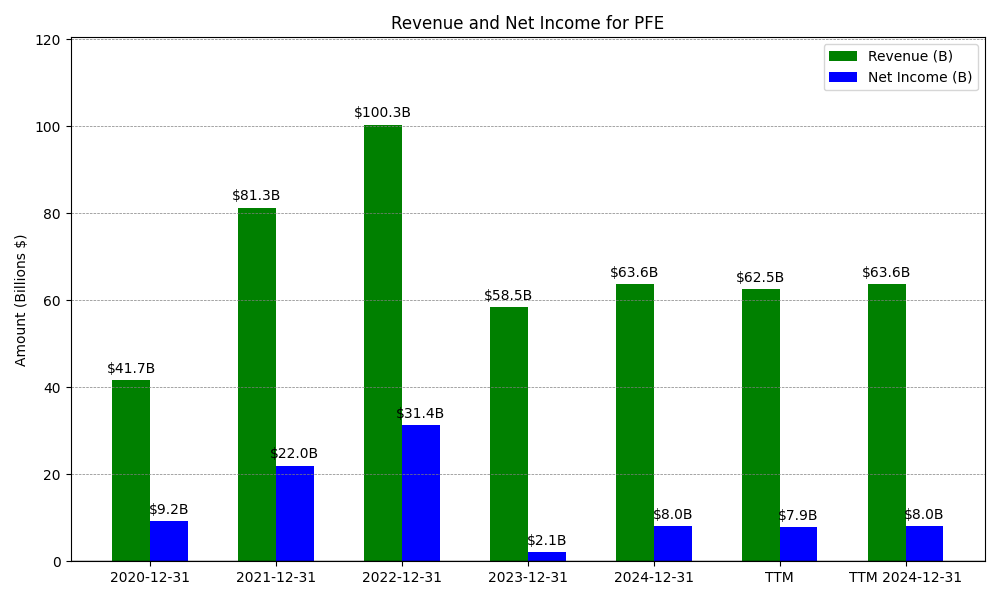 Revenue and Net Income for PFE
Revenue (B)
Net Income (B)
Amount (Billions $)
120
100
80
60
40
20
0
$41.7B
$9.2B
$81.3B
$22.0B
$100.3B
$31.4B
$58.5B
$2.1B
$63.6B
$8.0B
$62.5B
$7.9B
$63.6B
$8.0B
2020-12-31
2021-12-31
2022-12-31
2023-12-31
2024-12-31
TTM
TTM 2024-12-31